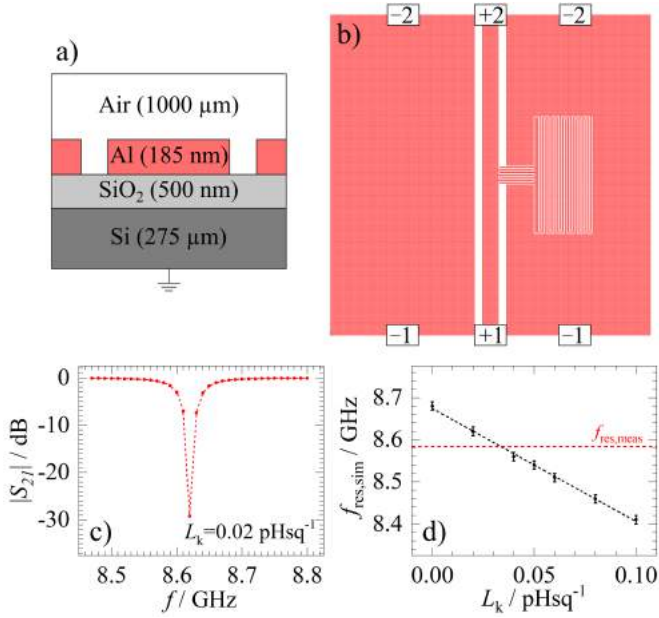 a)
Air (1000 µm)
Al (185 nm)
SiO₂ (500 nm)
Si (275 µm)
b)
−2 +2 −2
−1 +1 −1
|S₂₁| / dB
0
-10
-20
-30
c)
Lₖ=0.02 pHsq⁻¹
8.5 8.6 8.7 8.8
f / GHz
f_res,sim / GHz
8.7
8.6
8.5
8.4
f_res,meas
d)
0.00 0.05 0.10
Lₖ / pHsq⁻¹